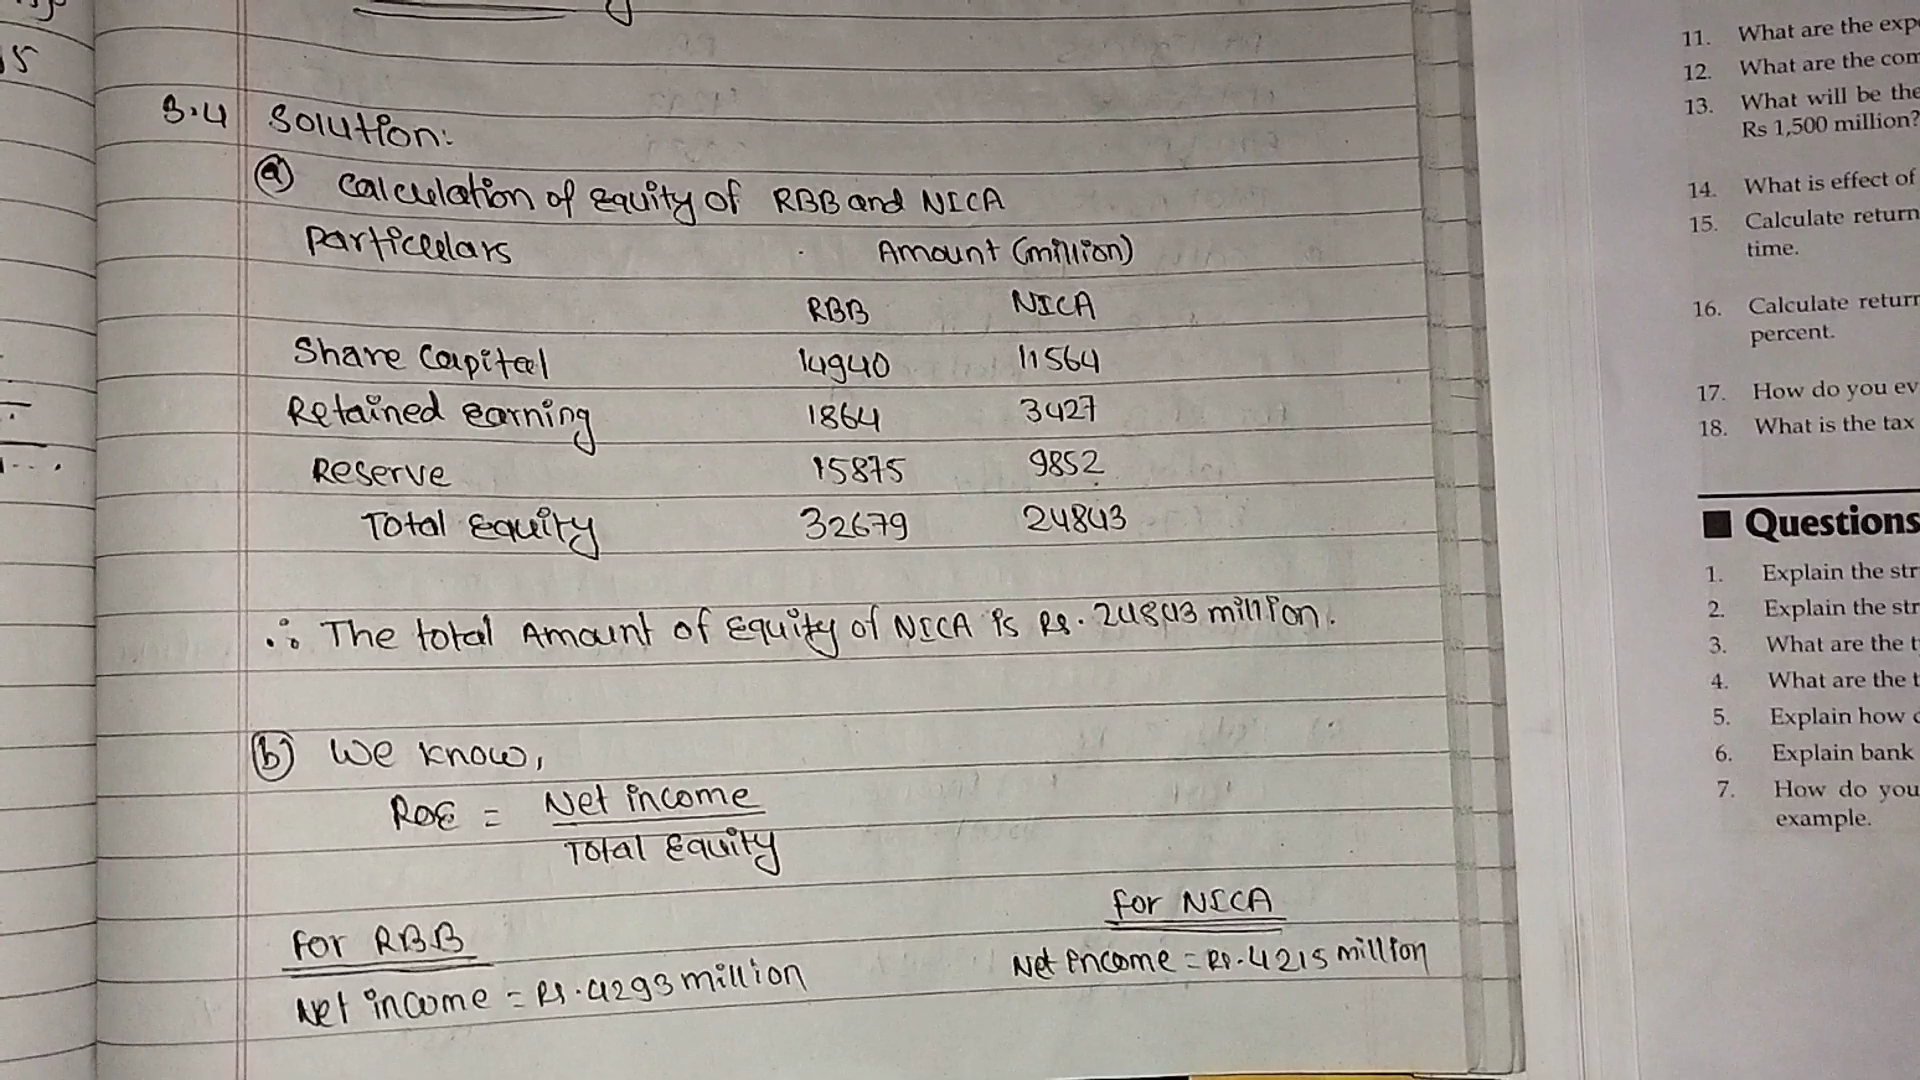 15
3.4 Solution:
(a) Calculation of Equity of RBB and NICA
Particulars Amount (million)
RBB NICA
Share Capital 14940 11564
Retained earning 1864 3427
Reserve 15875 9852
Total Equity 32679 24843
∴ The total Amount of Equity of NICA is Rs. 24843 million.
(b) We know,
ROE = Net income
Total Equity
For RBB
Net income = Rs. 4293 million
for NICA
Net income = Rs. 4215 million
11. What are the
12. What are the
13. What will be the
Rs 1,500 million?
14. What is effect of
15. Calculate return
time.
16. Calculate return
percent.
17. How do you
18. What is the tax
Questions
1. Explain the
2. Explain the
3. What are the
4. What are the
5. Explain how
6. Explain bank
7. How do you
example.